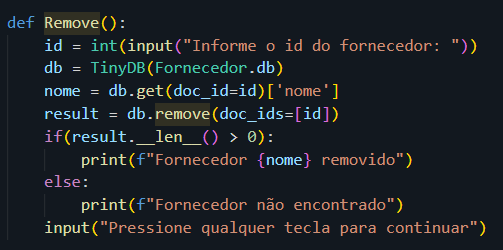 def Remove():
    id = int(input("Informe o id do fornecedor: "))
    db = TinyDB(Fornecedor.db)
    nome = db.get(doc_id=id)['nome']
    result = db.remove(doc_ids=[id])
    if(result.__len__() > 0):
        print(f"Fornecedor {nome} removido")
    else:
        print(f"Fornecedor não encontrado")
    input("Pressione qualquer tecla para continuar")